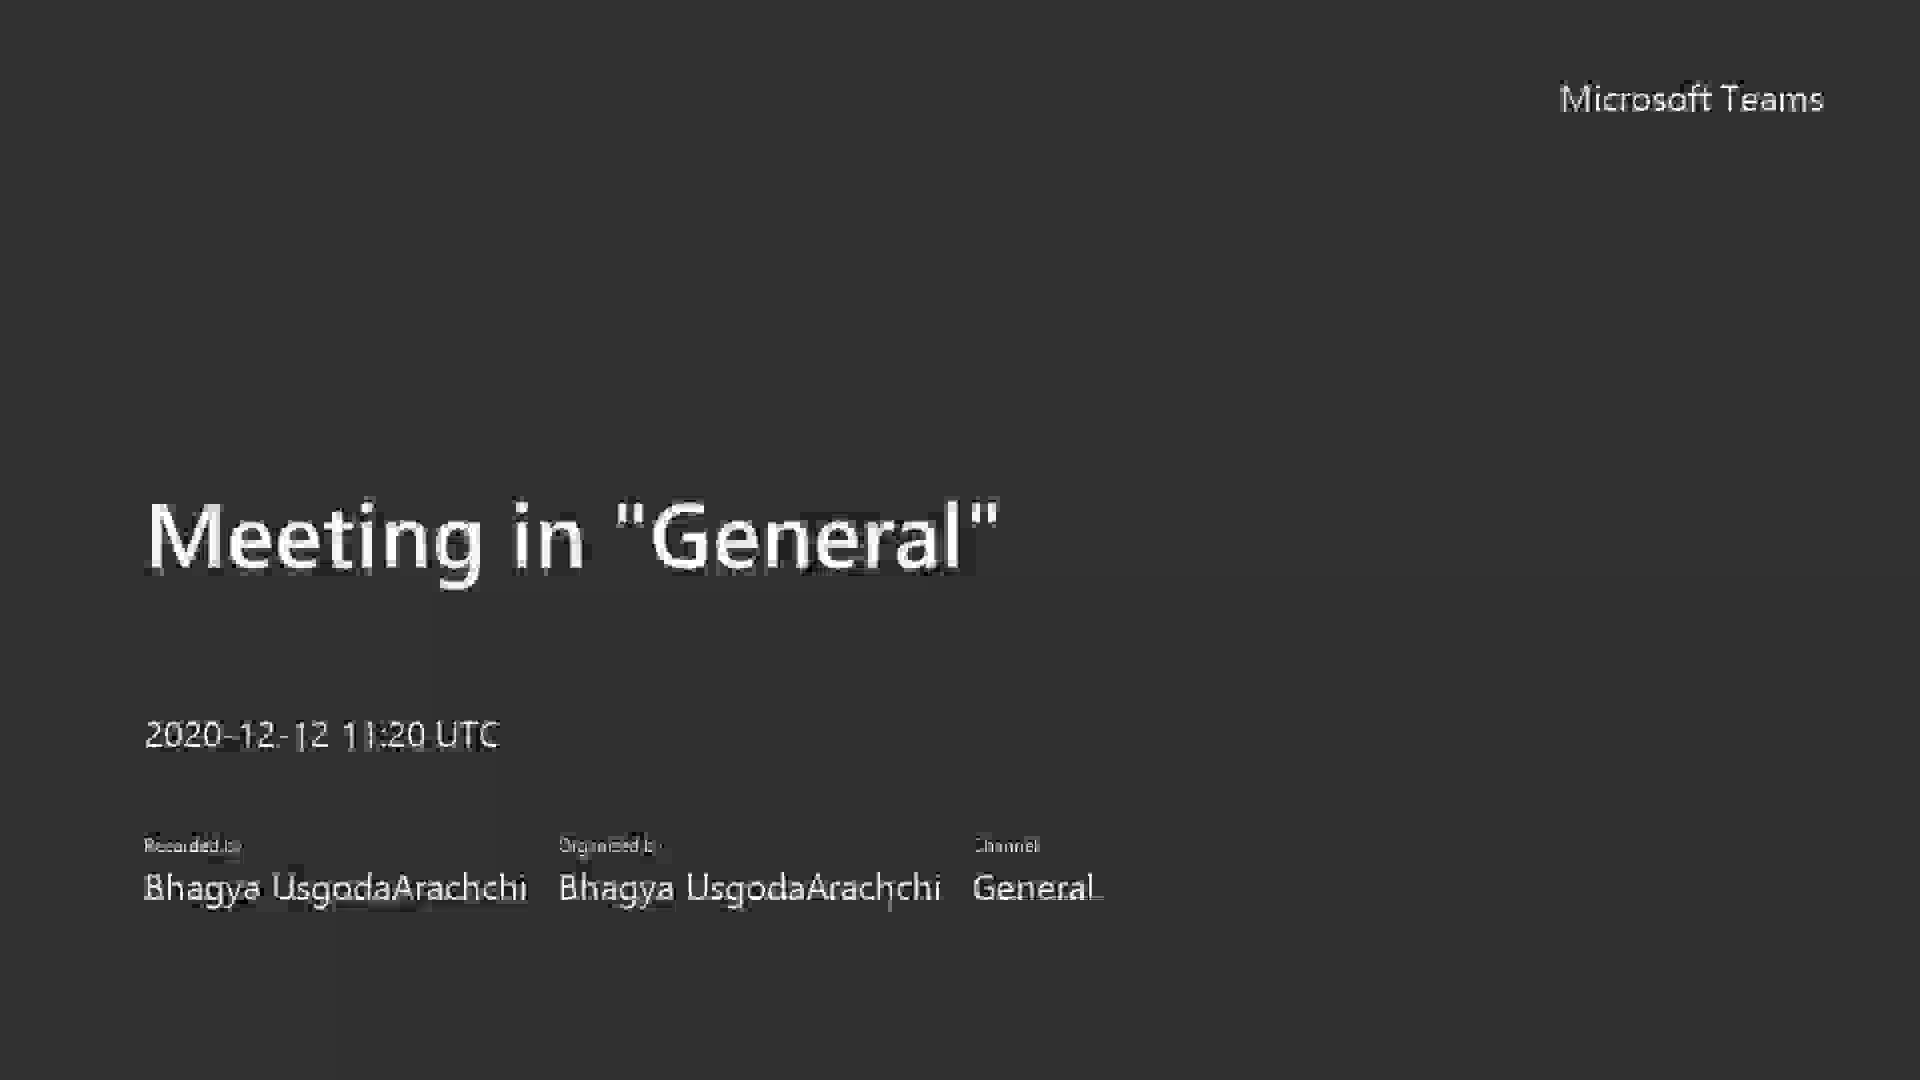 Microsoft Teams
Meeting in "General"
2020-12-12 11:20 UTC
Recorded by Organized by Channel
Bhagya UsgodaArachchi Bhagya UsgodaArachchi General